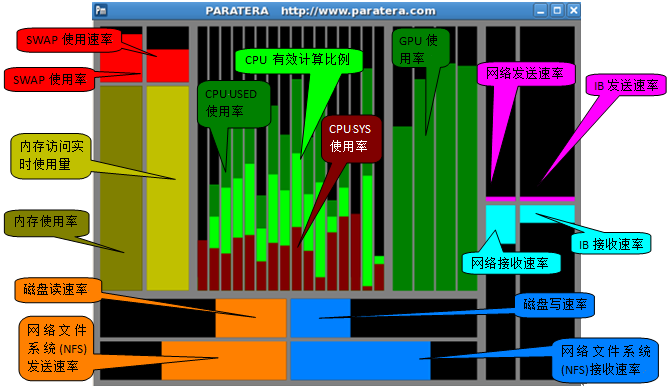 PARATERA http://www.paratera.com
SWAP 使用速率
SWAP 使用率
CPU 有效计算比例
GPU 使
用率
网络发送速率
IB 发送速率
CPU USED
使用率
CPU SYS
使用率
内存访问实
时使用量
内存使用率
IB 接收速率
网络接收速率
磁盘读速率
磁盘写速率
网络文件
系统(NFS)
发送速率
网络文件系统
(NFS)接收速率